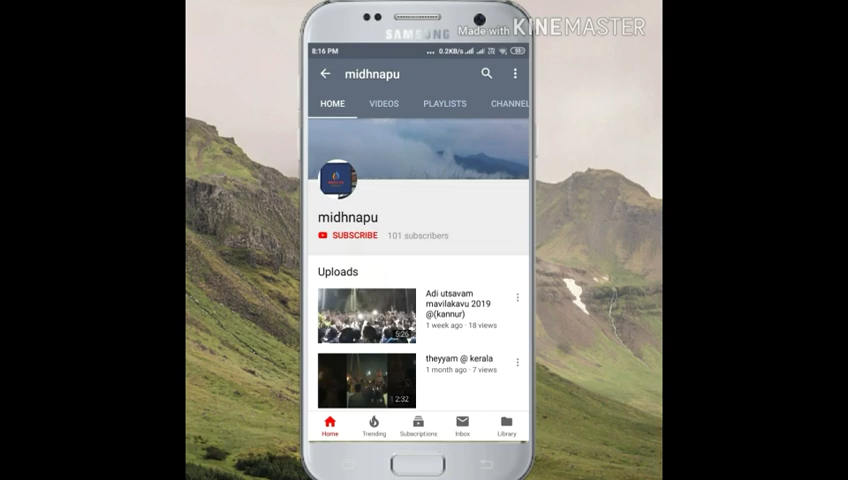 Made with KINEMASTER
SAMSUNG
8:16 PM
... 0.2KB/s
midhnapu
HOME VIDEOS PLAYLISTS CHANNEL
midhnapu
SUBSCRIBE 101 subscribers
Uploads
Adi utsavam
mavilakavu 2019
@(kannur)
1 week ago · 18 views
5:26
theyyam @ kerala
1 month ago · 7 views
2:32
Home Trending Subscriptions Inbox Library